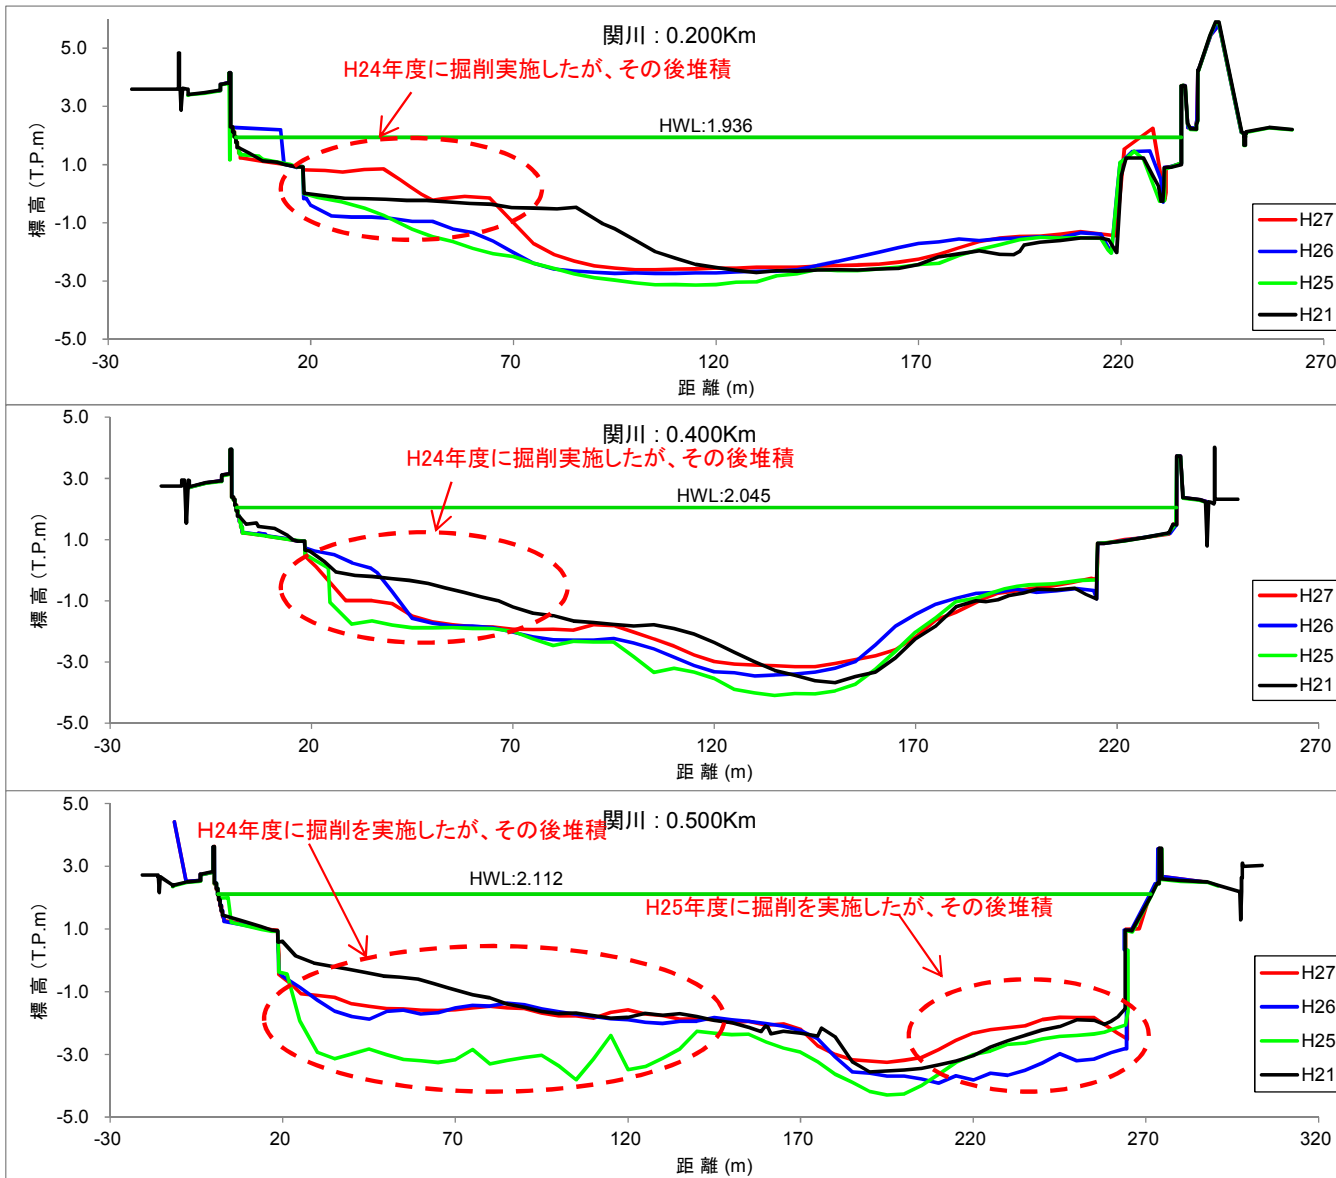 関川：0.200Km
H24年度に掘削実施したが、その後堆積
HWL:1.936
標 高 （T.P.m）
5.0
3.0
1.0
-1.0
-3.0
-5.0
-30
20
70
120
170
220
270
距 離 (m)
H27
H26
H25
H21
関川：0.400Km
H24年度に掘削実施したが、その後堆積
HWL:2.045
標 高 （T.P.m）
5.0
3.0
1.0
-1.0
-3.0
-5.0
-30
20
70
120
170
220
270
距 離 (m)
H27
H26
H25
H21
関川：0.500Km
H24年度に掘削を実施したが、その後堆積
HWL:2.112
H25年度に掘削を実施したが、その後堆積
標 高 （T.P.m）
5.0
3.0
1.0
-1.0
-3.0
-5.0
-30
20
70
120
170
220
270
320
距 離 (m)
H27
H26
H25
H21